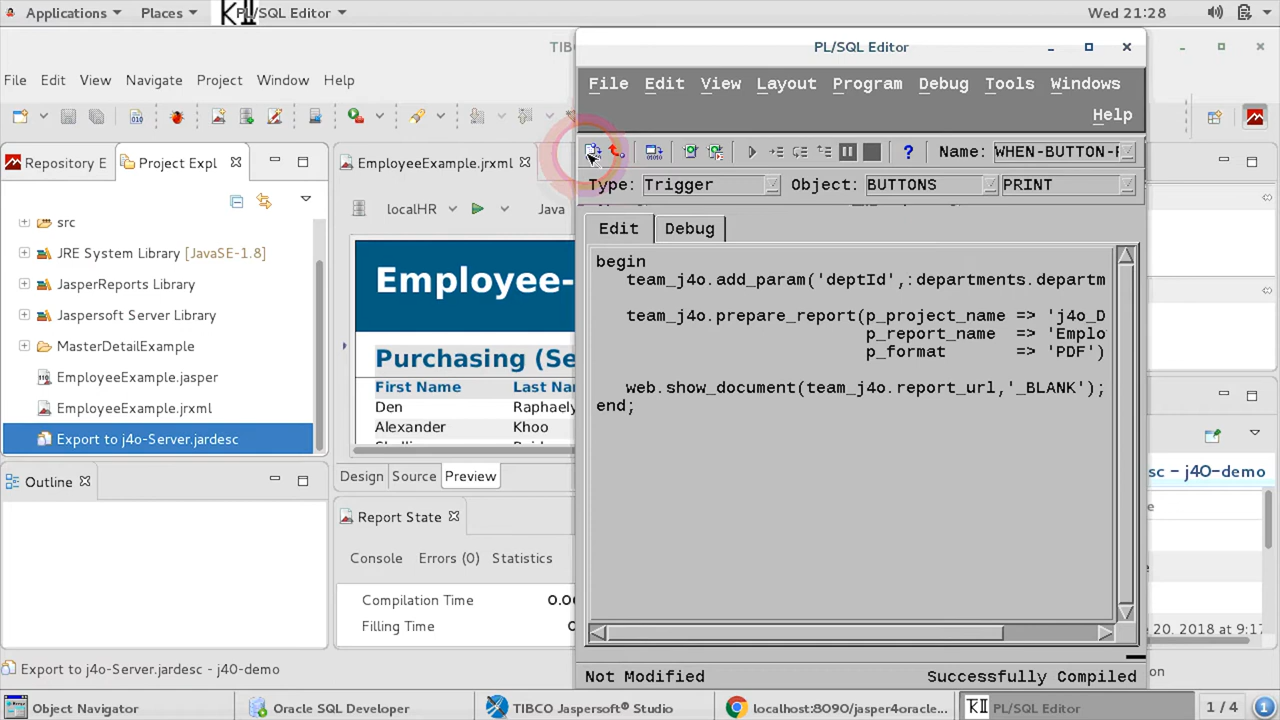 Applications Places PL/SQL Editor Wed 21:28
PL/SQL Editor
File Edit View Navigate Project Window Help
File Edit View Layout Program Debug Tools Windows
Help
Name: WHEN-BUTTON-
Type: Trigger Object: BUTTONS PRINT
Repository E Project Expl EmployeeExample.jrxml
localHR Java
Edit Debug
src
JRE System Library [JavaSE-1.8]
JasperReports Library
Jaspersoft Server Library
MasterDetailExample
EmployeeExample.jasper
EmployeeExample.jrxml
Export to j4o-Server.jardesc
Outline
Employee-
Purchasing (Se
First Name Last Na
Den Raphaely
Alexander Khoo
Design Source Preview
Report State
Console Errors (0) Statistics
Compilation Time 0.0
Filling Time
begin
team_j4o.add_param('deptId',:departments.departm
team_j4o.prepare_report(p_project_name => 'j4o_D
p_report_name => 'Emplo
p_format => 'PDF')
web.show_document(team_j4o.report_url,'_BLANK');
end;
sc - j4O-demo
e 20. 2018 at 9:17
Not Modified Successfully Compiled
Export to j4o-Server.jardesc - j4O-demo
Object Navigator Oracle SQL Developer TIBCO Jaspersoft® Studio localhost:8090/jasper4oracle... PL/SQL Editor 1 / 4 1